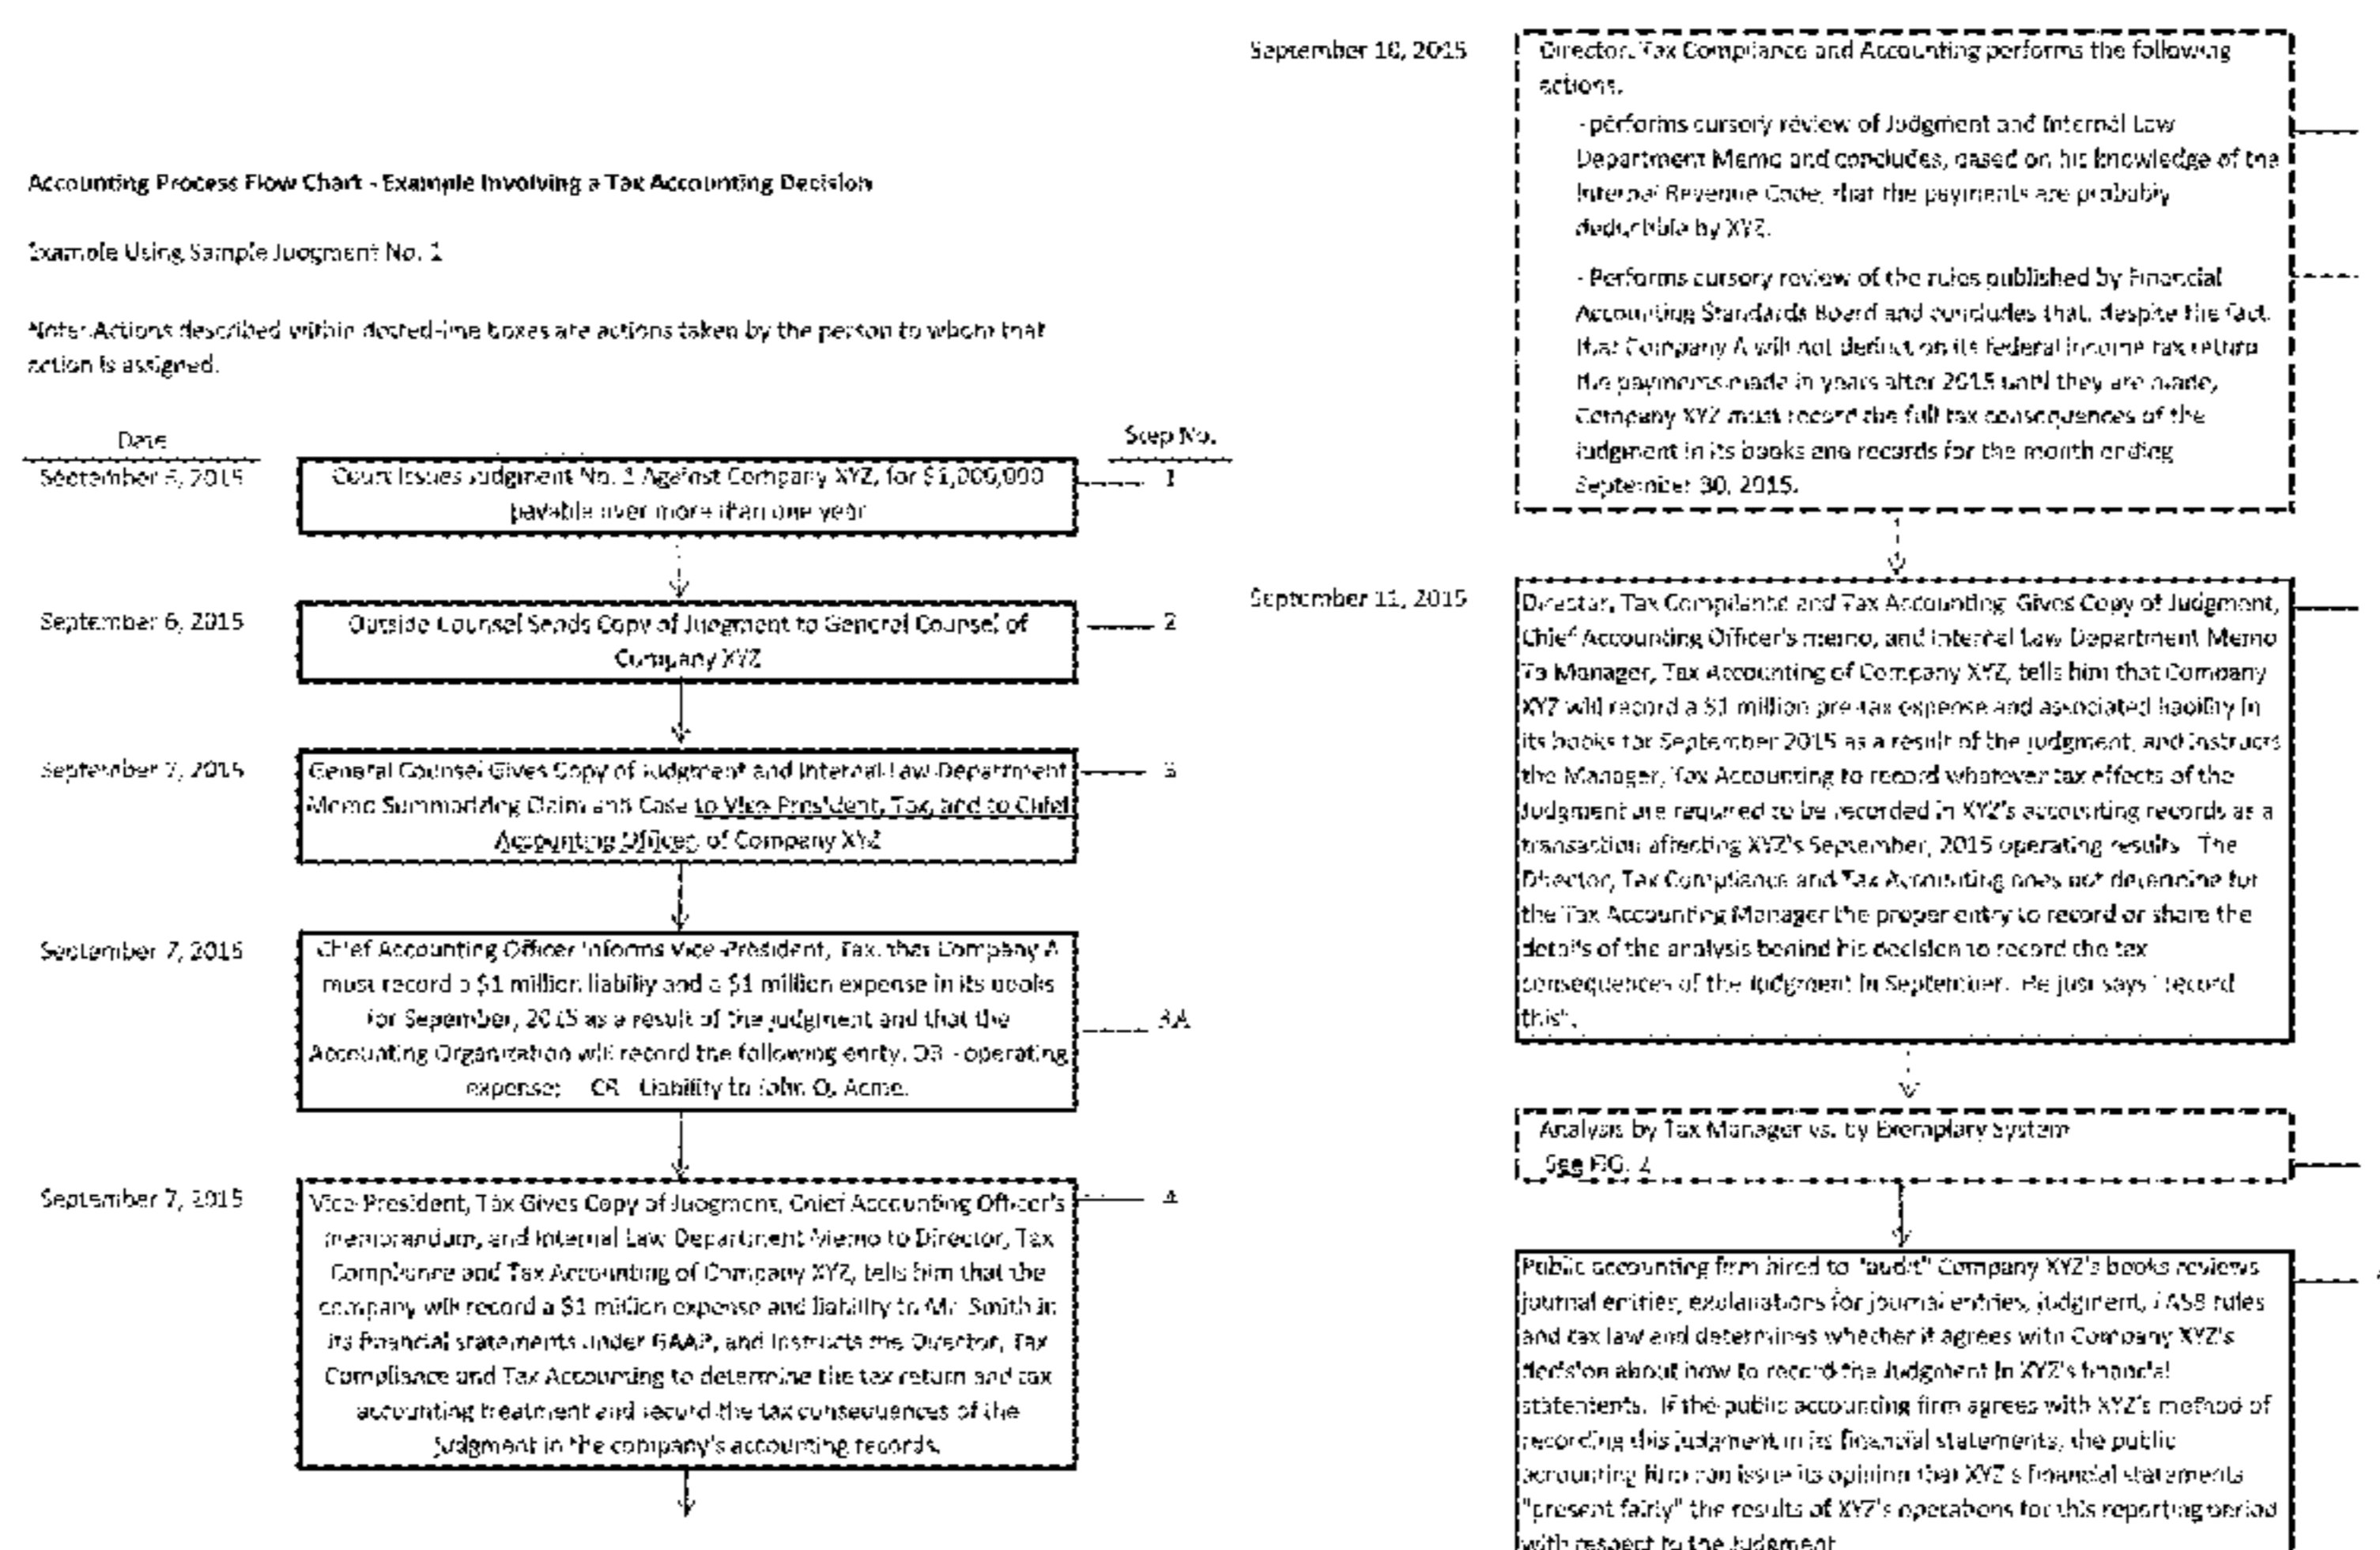 Accounting Process Flow Chart - Example Involving a Tax Accounting Decision
Example Using Sample Judgment No. 1
Note: Actions described within dotted-line boxes are actions taken by the person to whom that
action is assigned.
Date
Step No.
September 5, 2015
Court Issues Judgment No. 1 Against Company XYZ, for $1,000,000
payable over more than one year
1
September 6, 2015
Outside Counsel Sends Copy of Judgment to General Counsel of
Company XYZ
2
September 7, 2015
General Counsel Gives Copy of Judgment and Internal Law Department
Memo Summarizing Claim and Case to Vice-President, Tax, and to Chief
Accounting Officer, of Company XYZ
3
September 7, 2015
Chief Accounting Officer informs Vice-President, Tax, that Company A
must record a $1 million liabiliy and a $1 million expense in its books
for Sepember, 2015 as a result of the judgment and that the
Accounting Organization will record the following enrty. DB - operating
expense; CR - Liability to John Q. Acme.
3A
September 7, 2015
Vice-President, Tax Gives Copy of Judgment, Chief Accounting Officer's
memorandum, and Internal Law Department Memo to Director, Tax
Compliance and Tax Accounting of Company XYZ, tells him that the
company will record a $1 million expense and liability to Mr. Smith in
its financial statements under GAAP, and instructs the Director, Tax
Compliance and Tax Accounting to determine the tax return and tax
accounting treatment and record the tax consequences of the
judgment in the company's accounting records.
4
September 10, 2015
Director, Tax Compliance and Accounting performs the following
actions.
- performs cursory review of Judgment and Internal Law
Department Memo and concludes, based on his knowledge of the
Internal Revenue Code, that the payments are probably
deductible by XYZ.
- Performs cursory review of the rules published by Financial
Accounting Standards Board and concludes that, despite the fact
that Company A will not deduct on its federal income tax return
the payments made in years after 2015 until they are made,
Company XYZ must record the full tax consequences of the
judgment in its books and records for the month ending
September 30, 2015.
September 11, 2015
Director, Tax Compliance and Tax Accounting Gives Copy of Judgment,
Chief Accounting Officer's memo, and Internal Law Department Memo
To Manager, Tax Accounting of Company XYZ, tells him that Company
XYZ will record a $1 million pre-tax expense and associated liability in
its books for September 2015 as a result of the judgment, and instructs
the Manager, Tax Accounting to record whatever tax effects of the
Judgment are required to be recorded in XYZ's accounting records as a
transaction affecting XYZ's September, 2015 operating results. The
Director, Tax Compliance and Tax Accounting does not determine for
the Tax Accounting Manager the proper entry to record or share the
details of the analysis behind his decision to record the tax
consequences of the Judgment in September. He just says "record
this".
Analysis by Tax Manager vs. by Exemplary System
See FIG. 2
Public accounting firm hired to "audit" Company XYZ's books reviews
journal entries, explanations for journal entries, judgment, FASB rules
and tax law and determines whether it agrees with Company XYZ's
decision about how to record the Judgment in XYZ's financial
statements. If the public accounting firm agrees with XYZ's method of
recording this judgment in its financial statements, the public
accounting firm can issue its opinion that XYZ's financial statements
"present fairly" the results of XYZ's operations for this reporting period
with respect to the Judgment